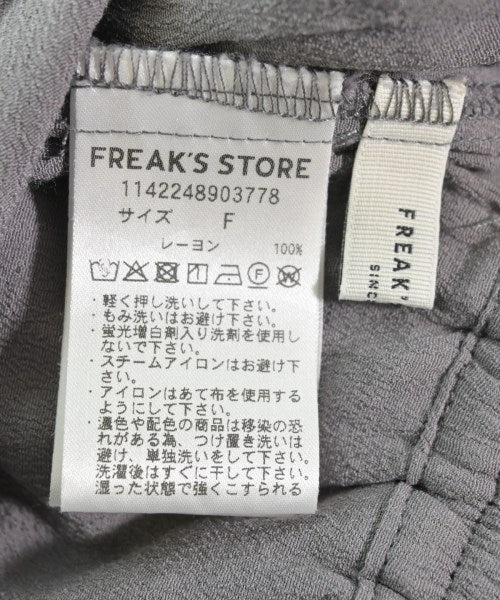 FREAK'S STORE
1142248903778
サイズ F
レーヨン 100%
・軽く押し洗いして下さい。
・もみ洗いはお避け下さい。
・蛍光増白剤入り洗剤を使用し
ないで下さい。
・スチームアイロンはお避け下
さい。
・アイロンはあて布を使用する
ようにして下さい。
・濃色や配色の商品は移染の恐
れがある為、つけ置き洗いは
避け、単独洗いをして下さい。
洗濯後はすぐに干して下さい。
湿った状態で強くこすられる
FREAK'
SINC